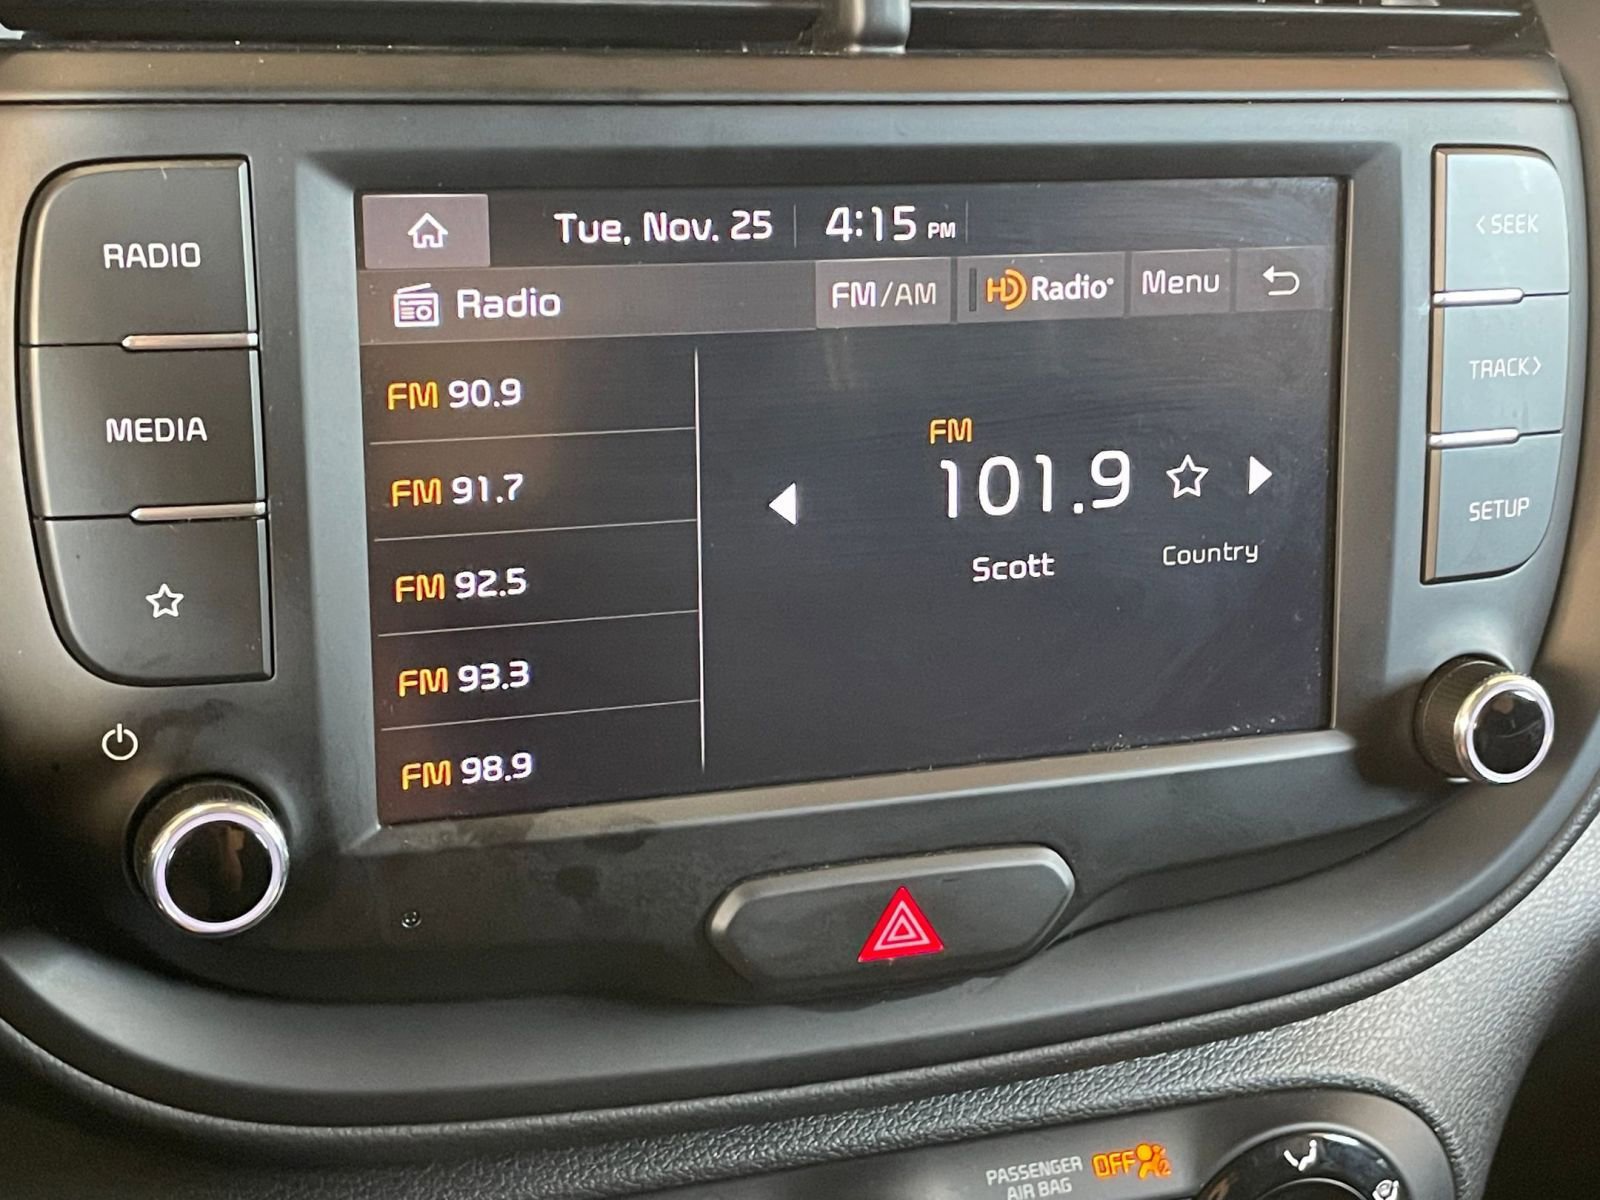 RADIO
MEDIA
Tue, Nov. 25
4:15 PM
Radio
FM/AM
HD Radio
Menu
FM 90.9
FM 91.7
FM 92.5
FM 93.3
FM 98.9
FM
101.9
Scott
Country
< SEEK
TRACK >
SETUP
PASSENGER
AIR BAG
OFF
2